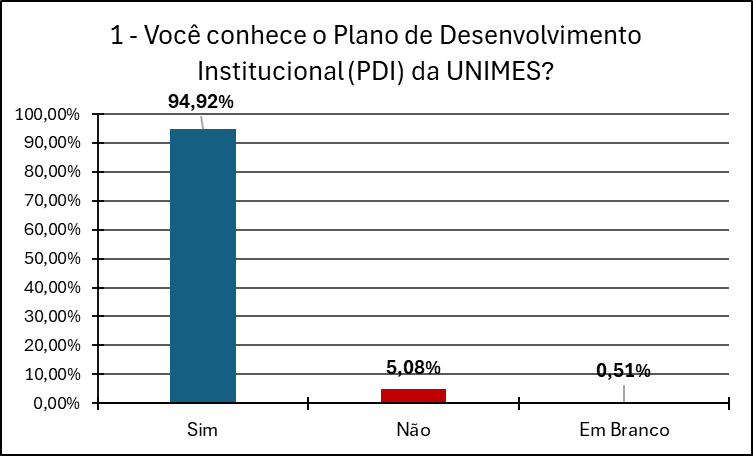 1 - Você conhece o Plano de Desenvolvimento
Institucional (PDI) da UNIMES?
94,92%
100,00%
90,00%
80,00%
70,00%
60,00%
50,00%
40,00%
30,00%
20,00%
10,00%
0,00%
5,08%
0,51%
Sim
Não
Em Branco